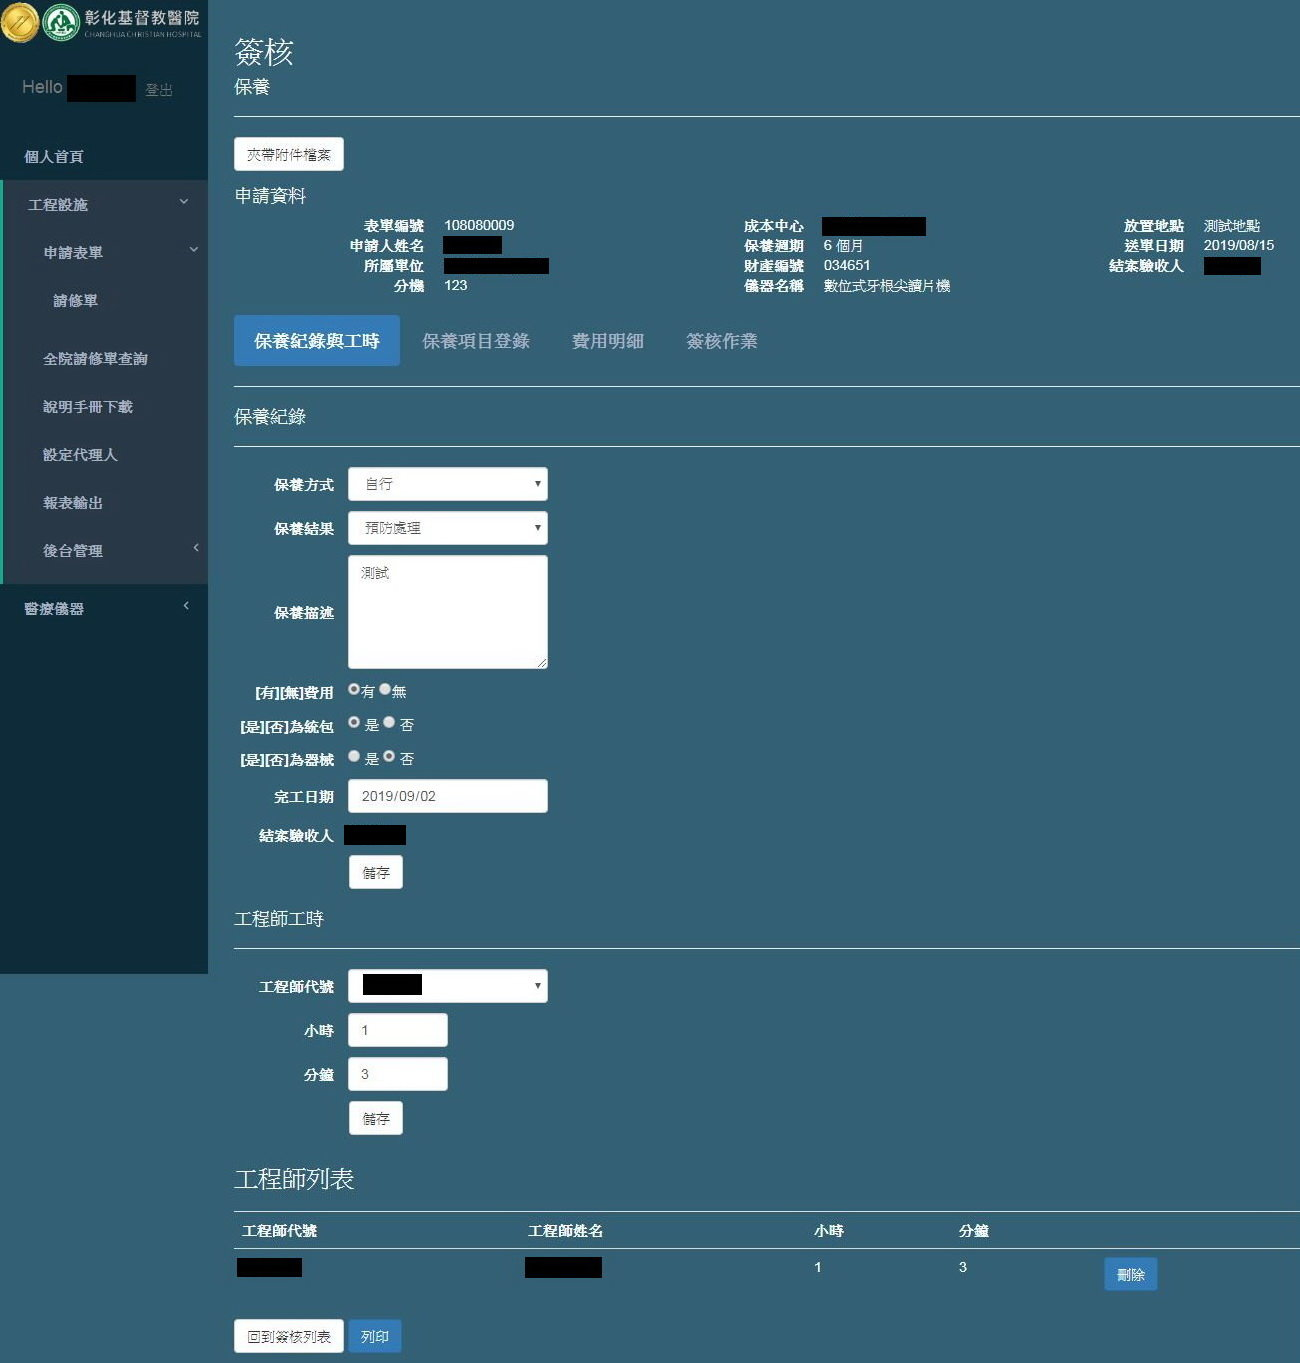 彰化基督教醫院
CHANGHUA CHRISTIAN HOSPITAL
Hello 登出
個人首頁
工程設施
申請表單
請修單
全院請修單查詢
說明手冊下載
設定代理人
報表輸出
後台管理
醫療儀器
簽核
保養
夾帶附件檔案
申請資料
表單編號 108080009 成本中心 放置地點 測試地點
申請人姓名 保養週期 6 個月 送單日期 2019/08/15
所屬單位 財產編號 034651 結案驗收人
分機 123 儀器名稱 數位式牙根尖讀片機
保養紀錄與工時 保養項目登錄 費用明細 簽核作業
保養紀錄
保養方式 自行
保養結果 預防處理
保養描述 測試
[有][無]費用 有 無
[是][否]為統包 是 否
[是][否]為器械 是 否
完工日期 2019/09/02
結案驗收人
儲存
工程師工時
工程師代號
小時 1
分鐘 3
儲存
工程師列表
工程師代號 工程師姓名 小時 分鐘
1 3 刪除
回到簽核列表 列印